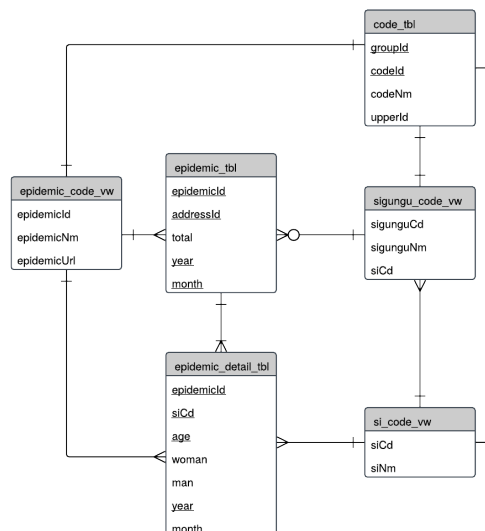 code_tbl
groupId
codeId
codeNm
upperId
epidemic_tbl
epidemicId
addressId
total
year
month
epidemic_code_vw
epidemicId
epidemicNm
epidemicUrl
sigungu_code_vw
sigunguCd
sigunguNm
siCd
epidemic_detail_tbl
epidemicId
siCd
age
woman
man
year
month
si_code_vw
siCd
siNm